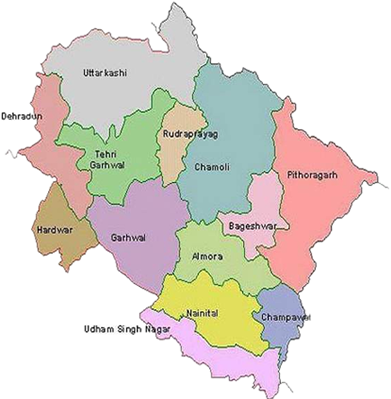 Uttarkashi
Dehradun
Rudraprayag
Tehri
Garhwal
Chamoli
Pithoragarh
Hardwar
Garhwal
Bageshwar
Almora
Nainital
Champawat
Udham Singh Nagar